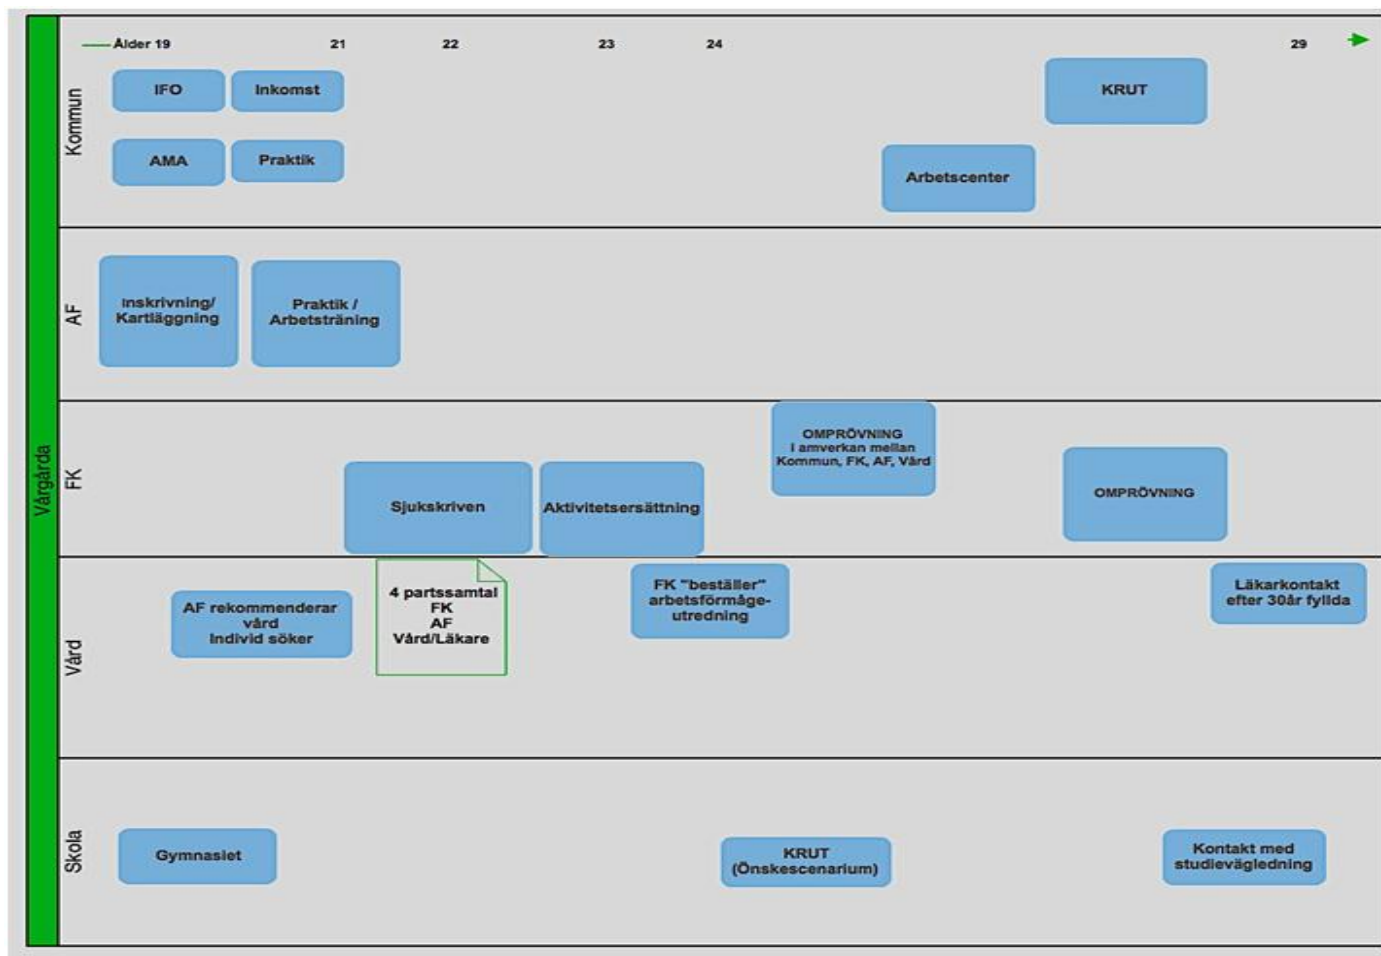 Vårgårda
Ålder 19
21
22
23
24
29
Kommun
IFO
Inkomst
KRUT
AMA
Praktik
Arbetscenter
AF
Inskrivning/
Kartläggning
Praktik /
Arbetsträning
FK
OMPRÖVNING
I amverkan mellan
Kommun, FK, AF, Vård
Sjukskriven
Aktivitetsersättning
OMPRÖVNING
Vård
AF rekommenderar
vård
Individ söker
4 partssamtal
FK
AF
Vård/Läkare
FK "beställer"
arbetsförmåge-
utredning
Läkarkontakt
efter 30år fyllda
Skola
Gymnasiet
KRUT
(Önskescenarium)
Kontakt med
studievägledning